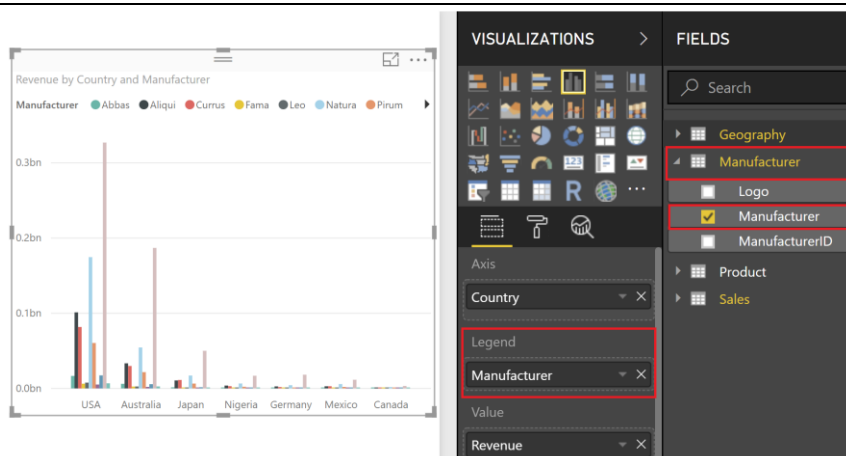 Revenue by Country and Manufacturer
Manufacturer Abbas Aliqui Currus Fama Leo Natura Pirum
0.3bn
0.2bn
0.1bn
0.0bn
USA Australia Japan Nigeria Germany Mexico Canada
VISUALIZATIONS >
123
R
...
Axis
Country
Legend
Manufacturer
Value
Revenue
FIELDS
Search
Geography
Manufacturer
Logo
Manufacturer
ManufacturerID
Product
Sales